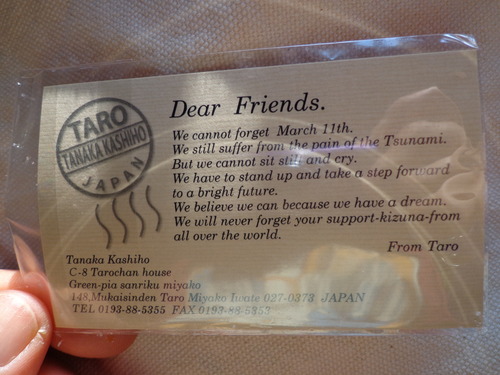 TARO
TANAKA KASHIHO
JAPAN
Dear Friends.
We cannot forget March 11th.
We still suffer from the pain of the Tsunami.
But we cannot sit still and cry.
We have to stand up and take a step forward
to a bright future.
We believe we can because we have a dream.
We will never forget your support-kizuna-from
all over the world.
From Taro
Tanaka Kashiho
C-8 Tarochan house
Green-pia sanriku miyako
148,Mukaisinden Taro Miyako Iwate 027-0373 JAPAN
TEL 0193-88-5355 FAX 0193-88-5353